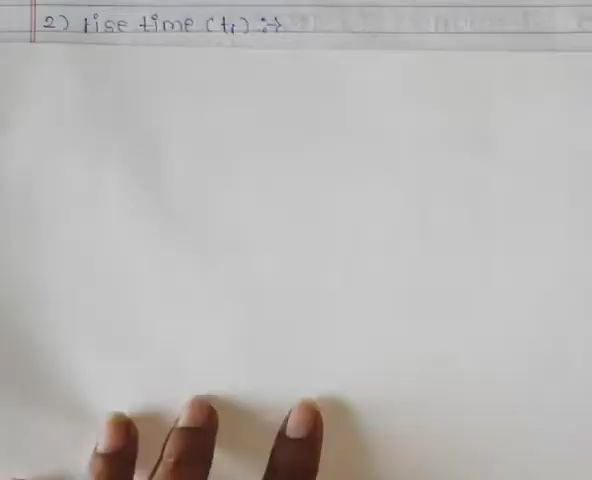 2) rise time (tr) :→